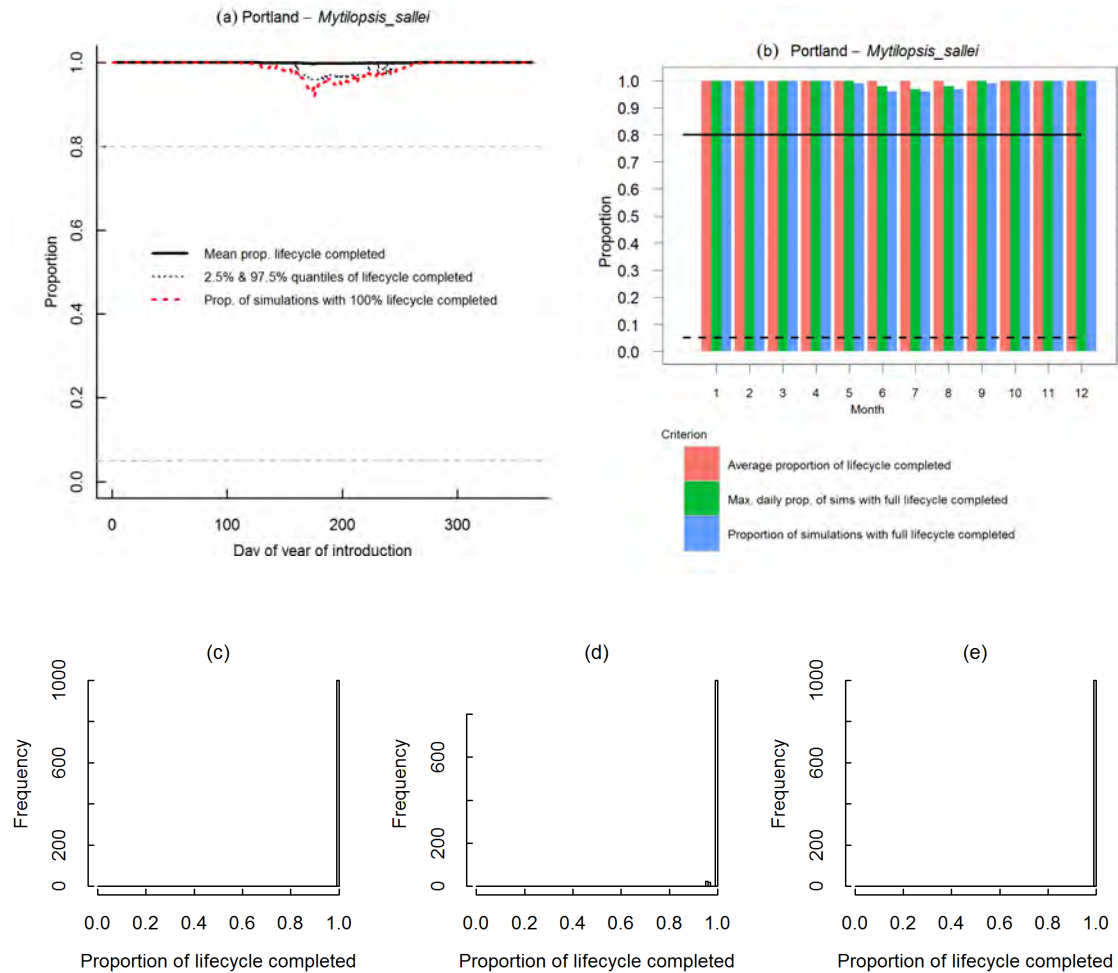 (a) Portland – Mytilopsis_sallei
1.0
0.8
0.6
0.4
0.2
0.0
Proportion
Mean prop. lifecycle completed
2.5% & 97.5% quantiles of lifecycle completed
Prop. of simulations with 100% lifecycle completed
0 100 200 300
Day of year of introduction
(b) Portland – Mytilopsis_sallei
1.0
0.9
0.8
0.7
0.6
0.5
0.4
0.3
0.2
0.1
0.0
Proportion
1 2 3 4 5 6 7 8 9 10 11 12
Month
Criterion
Average proportion of lifecycle completed
Max. daily prop. of sims with full lifecycle completed
Proportion of simulations with full lifecycle completed
(c)
1000
600
200
0
Frequency
0.0 0.2 0.4 0.6 0.8 1.0
Proportion of lifecycle completed
(d)
600
200
0
Frequency
0.0 0.2 0.4 0.6 0.8 1.0
Proportion of lifecycle completed
(e)
1000
600
200
0
Frequency
0.0 0.2 0.4 0.6 0.8 1.0
Proportion of lifecycle completed